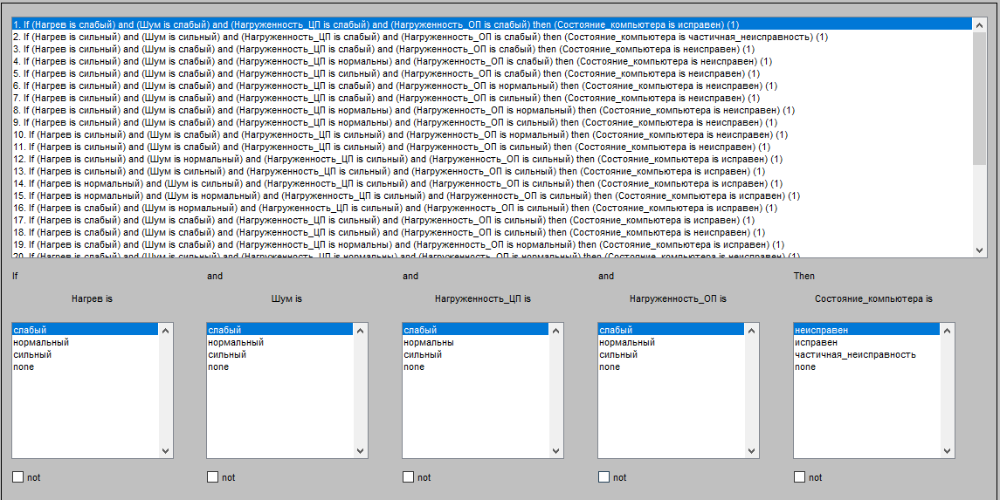 1. If (Нагрев is слабый) and (Шум is слабый) and (Нагруженность_ЦП is слабый) and (Нагруженность_ОП is слабый) then (Состояние_компьютера is исправен) (1)
2. If (Нагрев is сильный) and (Шум is сильный) and (Нагруженность_ЦП is слабый) and (Нагруженность_ОП is слабый) then (Состояние_компьютера is частичная_неисправность) (1)
3. If (Нагрев is сильный) and (Шум is слабый) and (Нагруженность_ЦП is слабый) and (Нагруженность_ОП is слабый) then (Состояние_компьютера is неисправен) (1)
4. If (Нагрев is сильный) and (Шум is слабый) and (Нагруженность_ЦП is нормальны) and (Нагруженность_ОП is слабый) then (Состояние_компьютера is неисправен) (1)
5. If (Нагрев is сильный) and (Шум is слабый) and (Нагруженность_ЦП is сильный) and (Нагруженность_ОП is слабый) then (Состояние_компьютера is неисправен) (1)
6. If (Нагрев is сильный) and (Шум is слабый) and (Нагруженность_ЦП is слабый) and (Нагруженность_ОП is нормальный) then (Состояние_компьютера is неисправен) (1)
7. If (Нагрев is сильный) and (Шум is слабый) and (Нагруженность_ЦП is слабый) and (Нагруженность_ОП is сильный) then (Состояние_компьютера is неисправен) (1)
8. If (Нагрев is сильный) and (Шум is слабый) and (Нагруженность_ЦП is нормальны) and (Нагруженность_ОП is нормальный) then (Состояние_компьютера is неисправен) (1)
9. If (Нагрев is сильный) and (Шум is слабый) and (Нагруженность_ЦП is нормальны) and (Нагруженность_ОП is сильный) then (Состояние_компьютера is неисправен) (1)
10. If (Нагрев is сильный) and (Шум is слабый) and (Нагруженность_ЦП is сильный) and (Нагруженность_ОП is нормальный) then (Состояние_компьютера is неисправен) (1)
11. If (Нагрев is сильный) and (Шум is слабый) and (Нагруженность_ЦП is сильный) and (Нагруженность_ОП is сильный) then (Состояние_компьютера is неисправен) (1)
12. If (Нагрев is сильный) and (Шум is нормальный) and (Нагруженность_ЦП is сильный) and (Нагруженность_ОП is сильный) then (Состояние_компьютера is исправен) (1)
13. If (Нагрев is сильный) and (Шум is сильный) and (Нагруженность_ЦП is сильный) and (Нагруженность_ОП is сильный) then (Состояние_компьютера is исправен) (1)
14. If (Нагрев is нормальный) and (Шум is сильный) and (Нагруженность_ЦП is сильный) and (Нагруженность_ОП is сильный) then (Состояние_компьютера is исправен) (1)
15. If (Нагрев is нормальный) and (Шум is нормальный) and (Нагруженность_ЦП is сильный) and (Нагруженность_ОП is сильный) then (Состояние_компьютера is исправен) (1)
16. If (Нагрев is слабый) and (Шум is нормальный) and (Нагруженность_ЦП is сильный) and (Нагруженность_ОП is сильный) then (Состояние_компьютера is исправен) (1)
17. If (Нагрев is слабый) and (Шум is сильный) and (Нагруженность_ЦП is сильный) and (Нагруженность_ОП is сильный) then (Состояние_компьютера is исправен) (1)
18. If (Нагрев is слабый) and (Шум is слабый) and (Нагруженность_ЦП is сильный) and (Нагруженность_ОП is сильный) then (Состояние_компьютера is неисправен) (1)
19. If (Нагрев is слабый) and (Шум is слабый) and (Нагруженность_ЦП is нормальны) and (Нагруженность_ОП is нормальный) then (Состояние_компьютера is исправен) (1)
20. If (Нагрев is слабый) and (Шум is сильный) and (Нагруженность_ЦП is нормальны) and (Нагруженность_ОП is нормальный) then (Состояние_компьютера is неисправен) (1)
If and and and Then
Нагрев is Шум is Нагруженность_ЦП is Нагруженность_ОП is Состояние_компьютера is
слабый слабый слабый слабый неисправен
нормальный нормальный нормальны нормальный исправен
сильный сильный сильный сильный частичная_неисправность
none none none none none
not not not not not